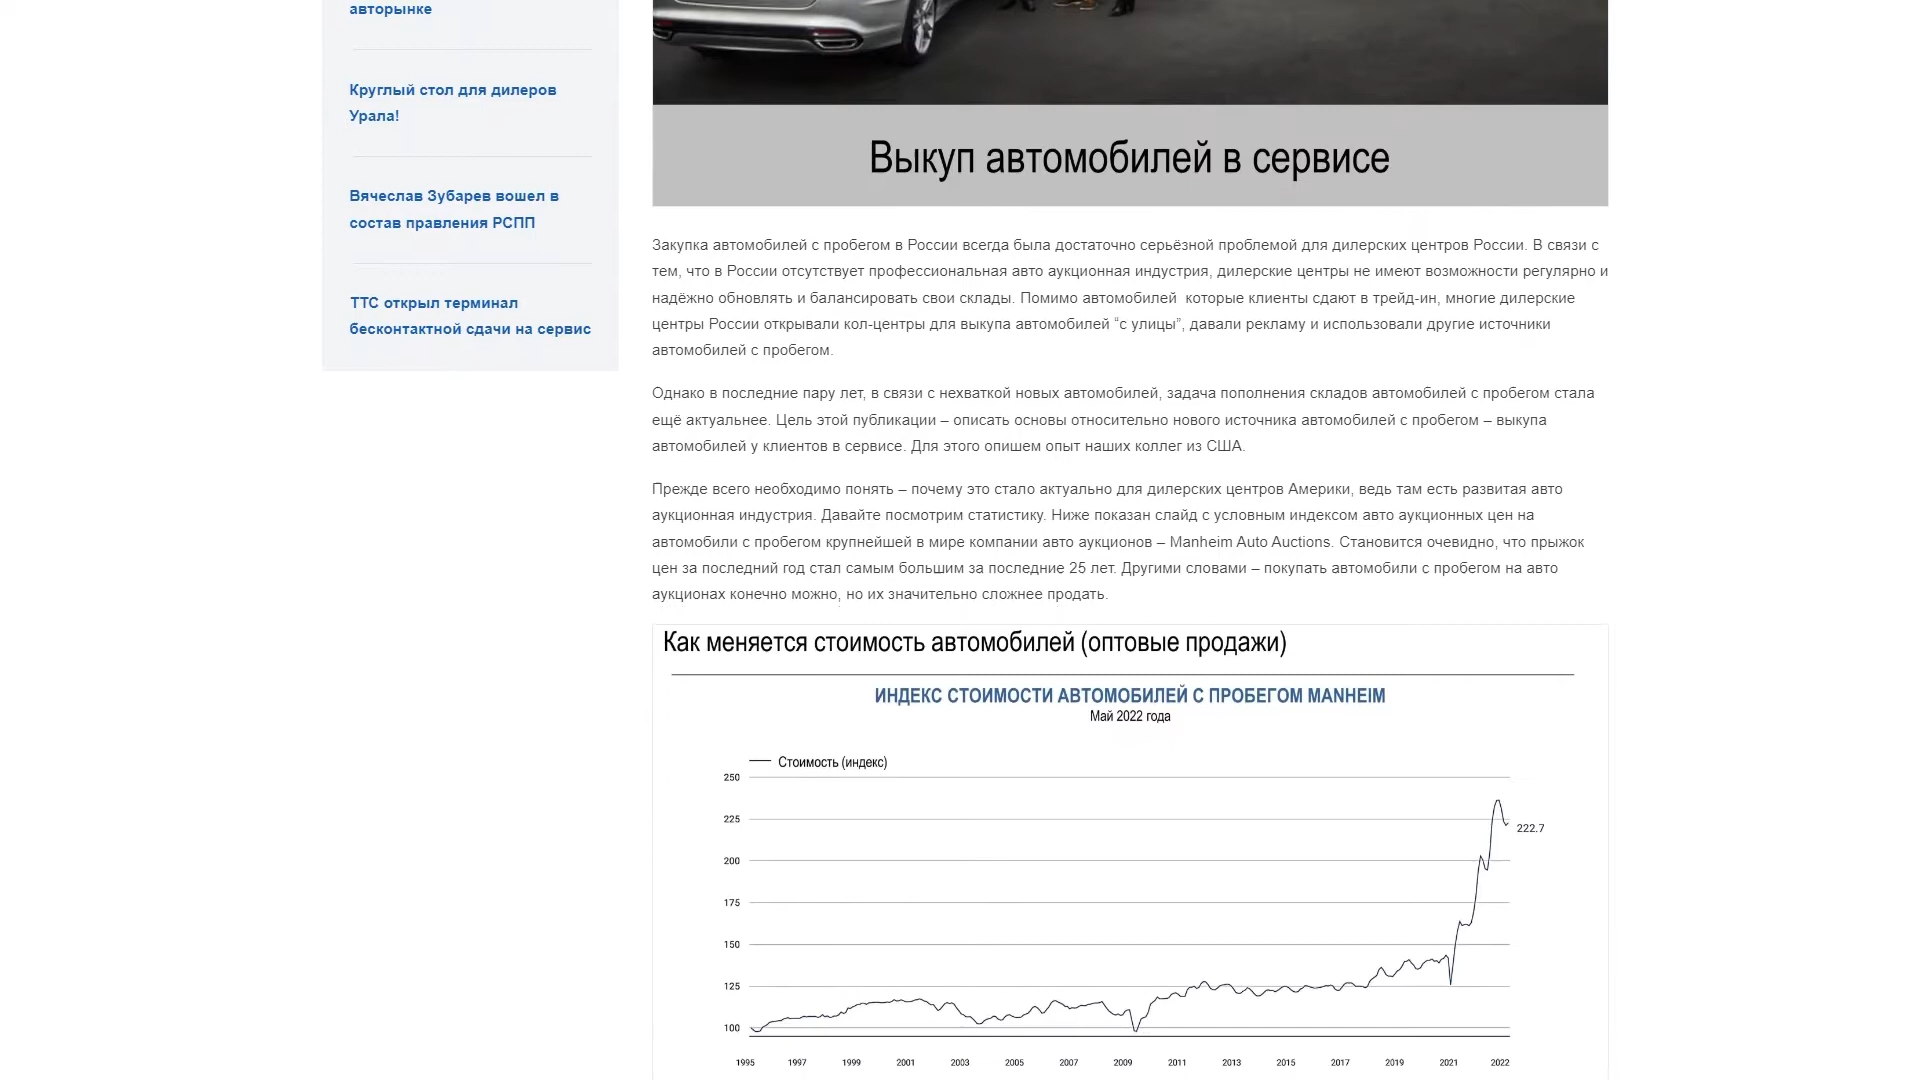 авторынке
Круглый стол для дилеров
Урала!
Вячеслав Зубарев вошел в
состав правления РСПП
ТТС открыл терминал
бесконтактной сдачи на сервис
Выкуп автомобилей в сервисе
Закупка автомобилей с пробегом в России всегда была достаточно серьёзной проблемой для дилерских центров России. В связи с
тем, что в России отсутствует профессиональная авто аукционная индустрия, дилерские центры не имеют возможности регулярно и
надёжно обновлять и балансировать свои склады. Помимо автомобилей  которые клиенты сдают в трейд-ин, многие дилерские
центры России открывали кол-центры для выкупа автомобилей “с улицы”, давали рекламу и использовали другие источники
автомобилей с пробегом.
Однако в последние пару лет, в связи с нехваткой новых автомобилей, задача пополнения складов автомобилей с пробегом стала
ещё актуальнее. Цель этой публикации – описать основы относительно нового источника автомобилей с пробегом – выкупа
автомобилей у клиентов в сервисе. Для этого опишем опыт наших коллег из США.
Прежде всего необходимо понять – почему это стало актуально для дилерских центров Америки, ведь там есть развитая авто
аукционная индустрия. Давайте посмотрим статистику. Ниже показан слайд с условным индексом авто аукционных цен на
автомобили с пробегом крупнейшей в мире компании авто аукционов – Manheim Auto Auctions. Становится очевидно, что прыжок
цен за последний год стал самым большим за последние 25 лет. Другими словами – покупать автомобили с пробегом на авто
аукционах конечно можно, но их значительно сложнее продать.
Как меняется стоимость автомобилей (оптовые продажи)
ИНДЕКС СТОИМОСТИ АВТОМОБИЛЕЙ С ПРОБЕГОМ MANHEIM
Май 2022 года
Стоимость (индекс)
250
225
222.7
200
175
150
125
100
1995 1997 1999 2001 2003 2005 2007 2009 2011 2013 2015 2017 2019 2021 2022